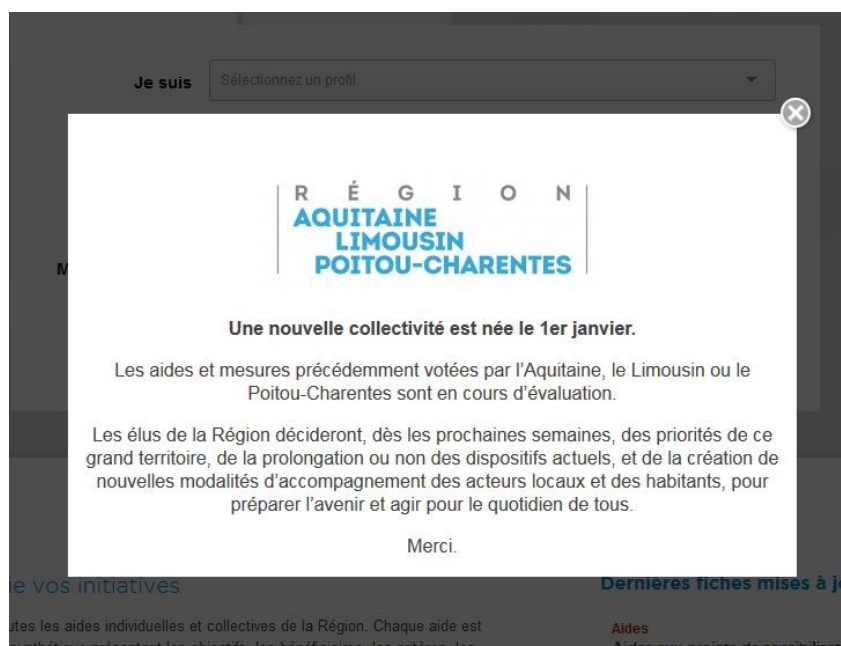 Je suis
Sélectionnez un profil
RÉGION
AQUITAINE
LIMOUSIN
POITOU-CHARENTES
M
Une nouvelle collectivité est née le 1er janvier.
Les aides et mesures précédemment votées par l'Aquitaine, le Limousin ou le
Poitou-Charentes sont en cours d'évaluation.
Les élus de la Région décideront, dès les prochaines semaines, des priorités de ce
grand territoire, de la prolongation ou non des dispositifs actuels, et de la création de
nouvelles modalités d'accompagnement des acteurs locaux et des habitants, pour
préparer l'avenir et agir pour le quotidien de tous.
Merci.
ie vos initiatives
utes les aides individuelles et collectives de la Région. Chaque aide est
Dernières fiches mises à j
Aides